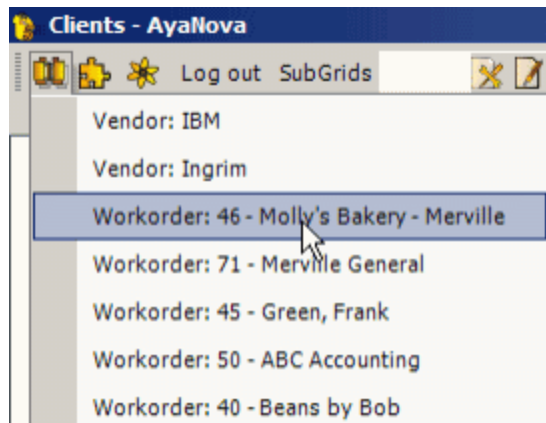 Clients - AyaNova
Log out SubGrids
Vendor: IBM
Vendor: Ingrim
Workorder: 46 - Molly's Bakery - Merville
Workorder: 71 - Merville General
Workorder: 45 - Green, Frank
Workorder: 50 - ABC Accounting
Workorder: 40 - Beans by Bob